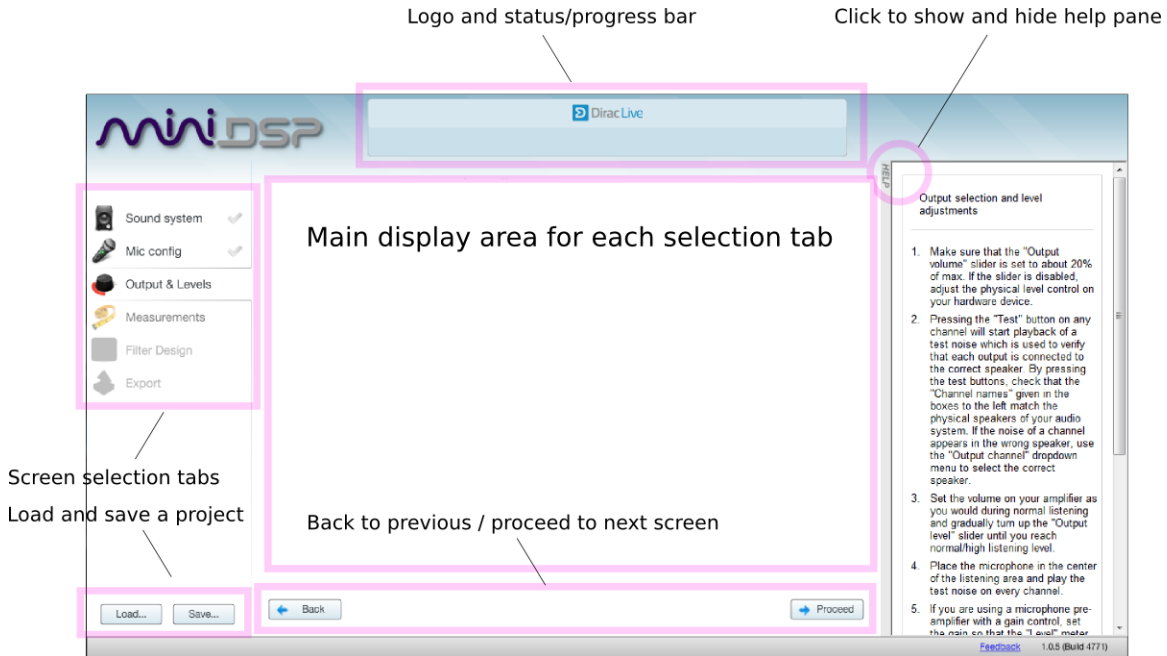 Logo and status/progress bar
Click to show and hide help pane
miniDSP
Dirac Live
HELP
Sound system
Mic config
Output & Levels
Measurements
Filter Design
Export
Main display area for each selection tab
Output selection and level
adjustments
1. Make sure that the "Output
volume" slider is set to about 20%
of max. If the slider is disabled,
adjust the physical level control on
your hardware device.
2. Pressing the "Test" button on any
channel will start playback of a
test noise which is used to verify
that each output is connected to
the correct speaker. By pressing
the test buttons, check that the
"Channel names" given in the
boxes to the left match the
physical speakers of your audio
system. If the noise of a channel
appears in the wrong speaker, use
the "Output channel" dropdown
menu to select the correct
speaker.
3. Set the volume on your amplifier as
you would during normal listening
and gradually turn up the "Output
level" slider until you reach
normal/high listening level.
4. Place the microphone in the center
of the listening area and play the
test noise on every channel.
5. If you are using a microphone pre-
amplifier with a gain control, set
the gain so that the "Level" meter
Screen selection tabs
Load and save a project
Back to previous / proceed to next screen
Load...
Save...
Back
Proceed
Feedback
1.0.5 (Build 4771)